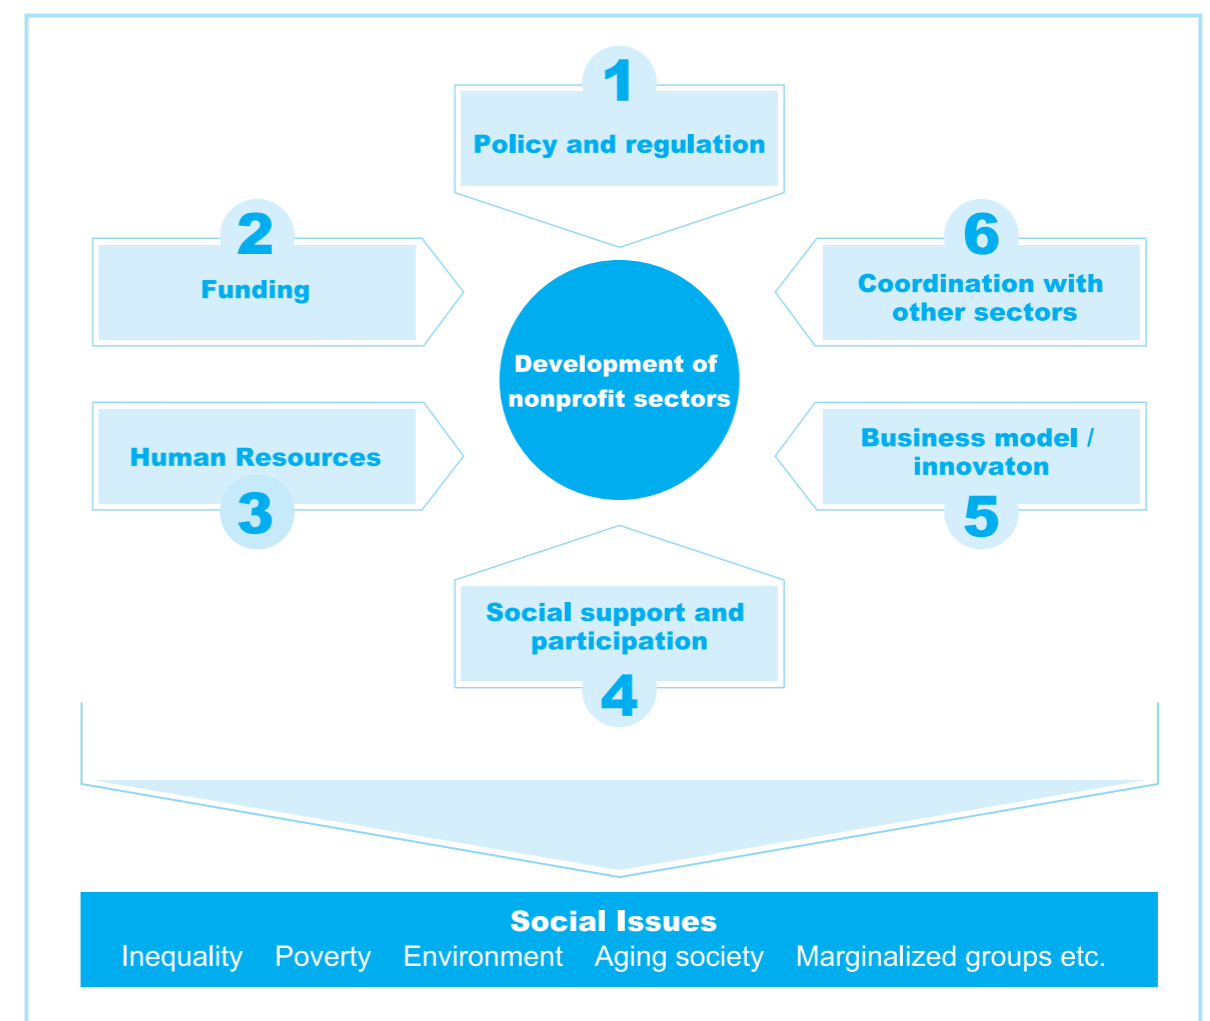 1
Policy and regulation
2
Funding
Human Resources
3
Development of
nonprofit sectors
6
Coordination with
other sectors
Business model /
innovaton
5
Social support and
participation
4
Social Issues
Inequality Poverty Environment Aging society Marginalized groups etc.